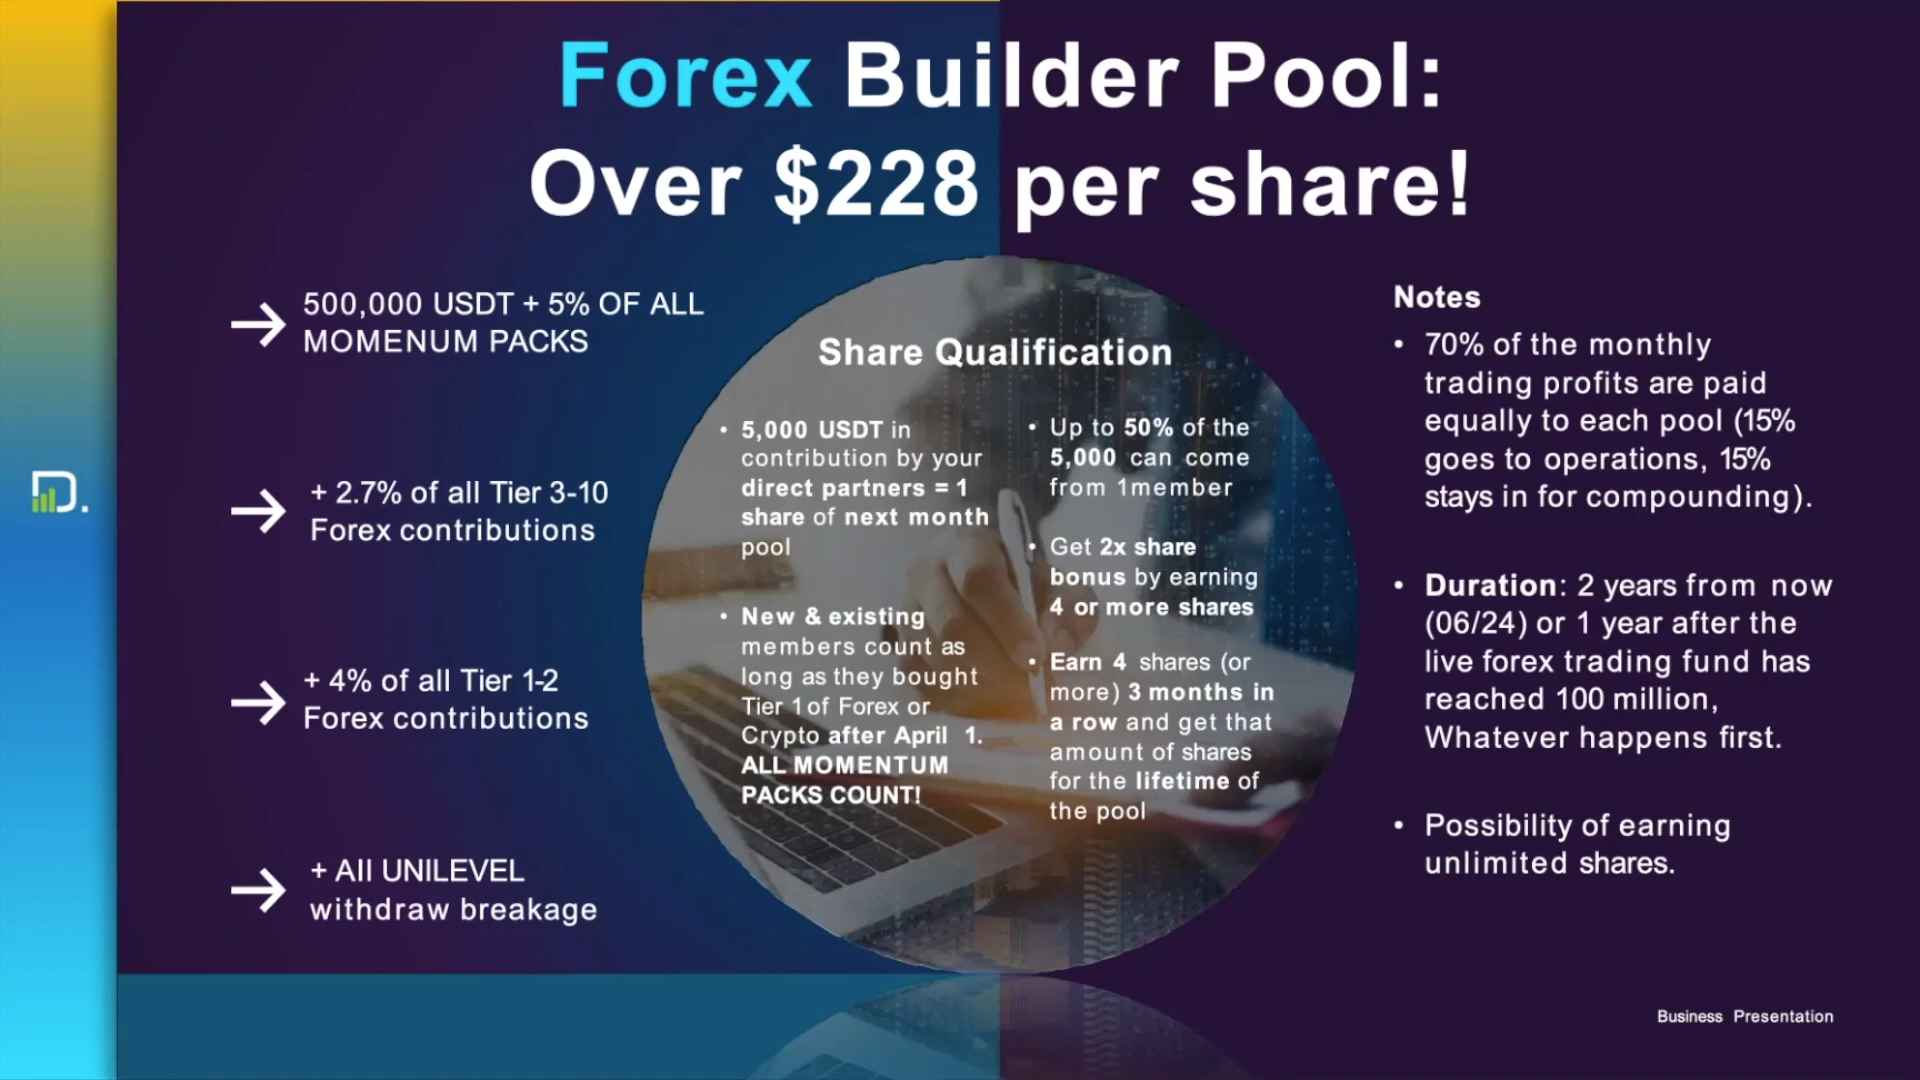 Forex Builder Pool:
Over $228 per share!
500,000 USDT + 5% OF ALL
MOMENUM PACKS
+ 2.7% of all Tier 3-10
Forex contributions
+ 4% of all Tier 1-2
Forex contributions
+ All UNILEVEL
withdraw breakage
Share Qualification
• 5,000 USDT in
contribution by your
direct partners = 1
share of next month
pool
• New & existing
members count as
long as they bought
Tier 1 of Forex or
Crypto after April 1.
ALL MOMENTUM
PACKS COUNT!
• Up to 50% of the
5,000 can come
from 1member
• Get 2x share
bonus by earning
4 or more shares
• Earn 4 shares (or
more) 3 months in
a row and get that
amount of shares
for the lifetime of
the pool
Notes
• 70% of the monthly
trading profits are paid
equally to each pool (15%
goes to operations, 15%
stays in for compounding).
• Duration: 2 years from now
(06/24) or 1 year after the
live forex trading fund has
reached 100 million,
Whatever happens first.
• Possibility of earning
unlimited shares.
D.
Business Presentation